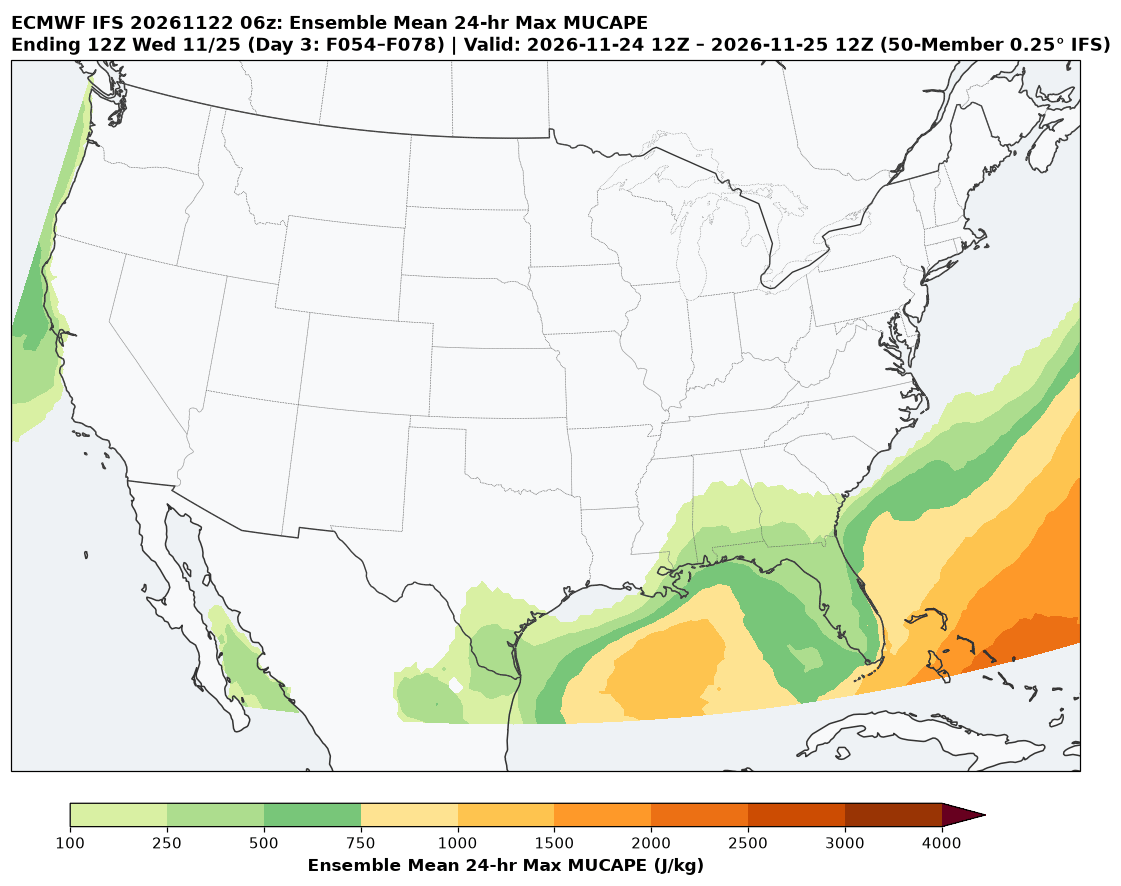 ECMWF IFS 20261122 06z: Ensemble Mean 24-hr Max MUCAPE
Ending 12Z Wed 11/25 (Day 3: F054–F078) | Valid: 2026-11-24 12Z – 2026-11-25 12Z (50-Member 0.25° IFS)
100 250 500 750 1000 1500 2000 2500 3000 4000
Ensemble Mean 24-hr Max MUCAPE (J/kg)